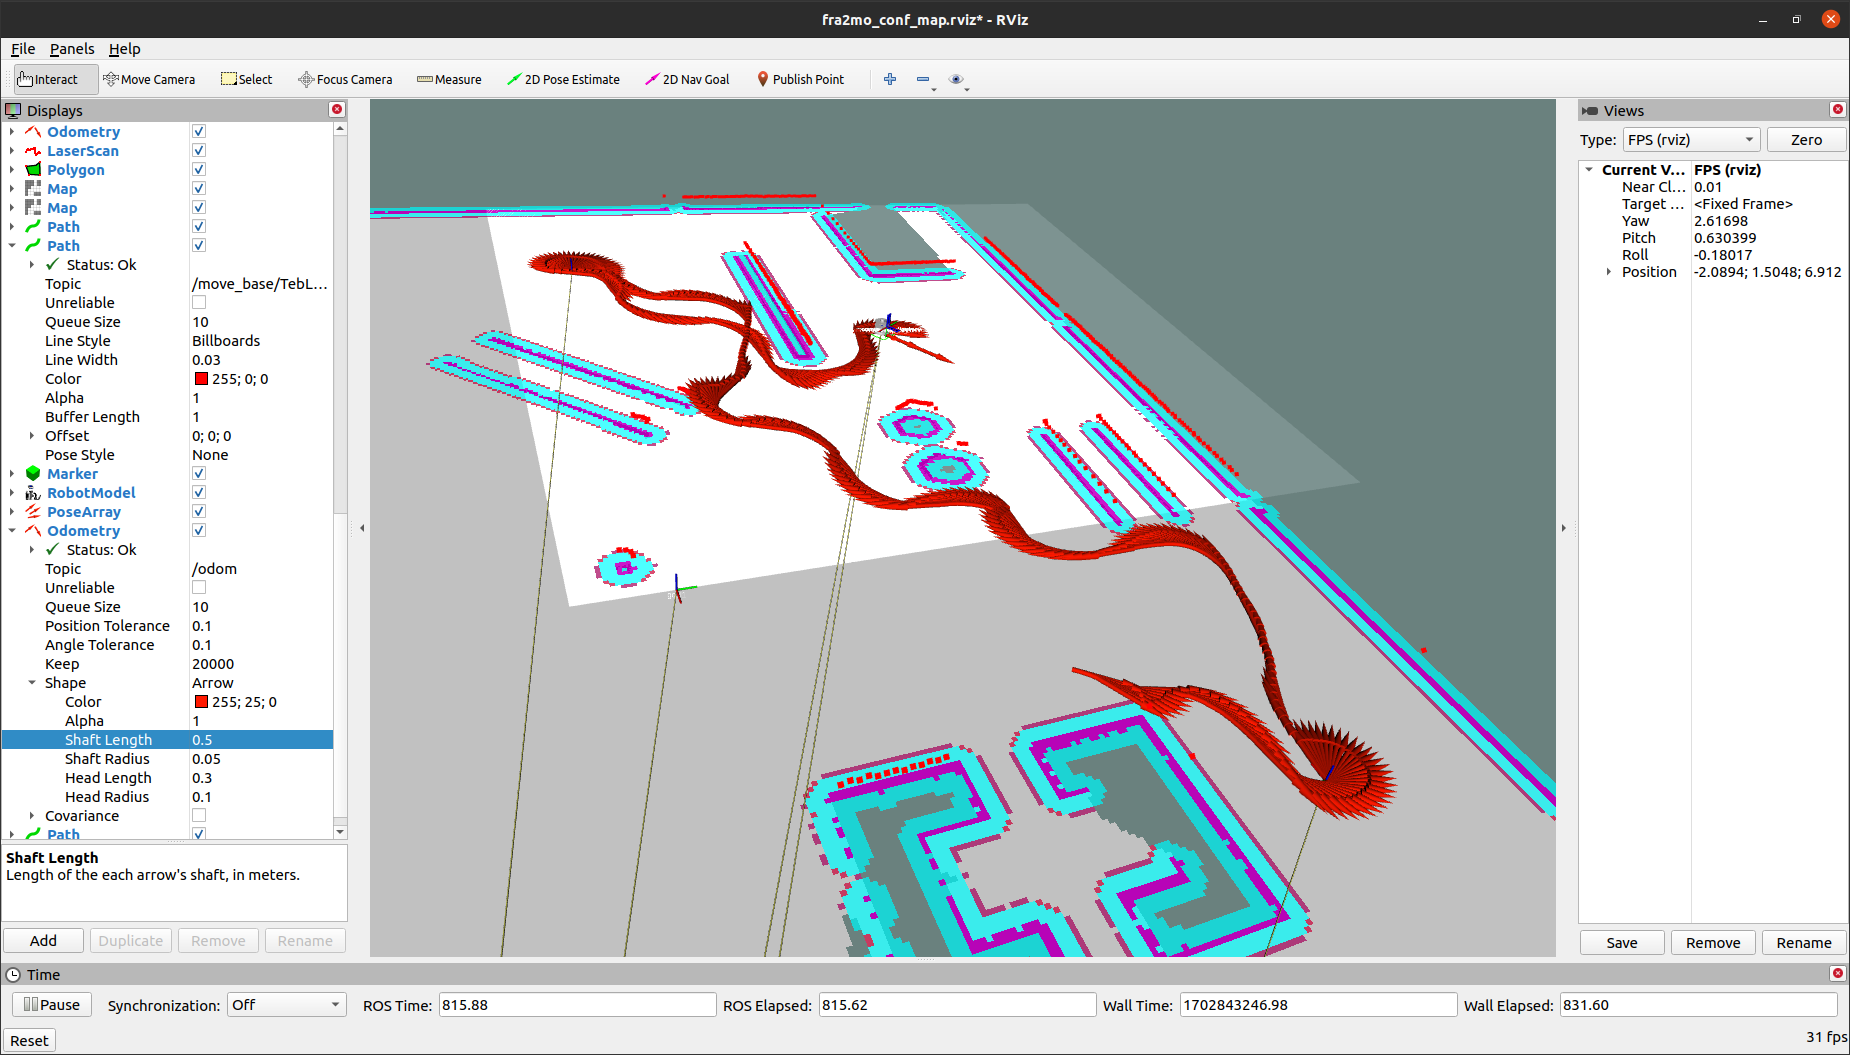 fra2mo_conf_map.rviz* - RViz
File Panels Help
Interact Move Camera Select Focus Camera Measure 2D Pose Estimate 2D Nav Goal Publish Point
Displays
Odometry
LaserScan
Polygon
Map
Map
Path
Path
Status: Ok
Topic /move_base/TebL...
Unreliable
Queue Size 10
Line Style Billboards
Line Width 0.03
Color 255; 0; 0
Alpha 1
Buffer Length 1
Offset 0; 0; 0
Pose Style None
Marker
RobotModel
PoseArray
Odometry
Status: Ok
Topic /odom
Unreliable
Queue Size 10
Position Tolerance 0.1
Angle Tolerance 0.1
Keep 20000
Shape Arrow
Color 255; 25; 0
Alpha 1
Shaft Length 0.5
Shaft Radius 0.05
Head Length 0.3
Head Radius 0.1
Covariance
Path
Shaft Length
Length of the each arrow's shaft, in meters.
Add Duplicate Remove Rename
Views
Type: FPS (rviz) Zero
Current V... FPS (rviz)
Near Cl... 0.01
Target ... <Fixed Frame>
Yaw 2.61698
Pitch 0.630399
Roll -0.18017
Position -2.0894; 1.5048; 6.912
Save Remove Rename
Time
Pause Synchronization: Off ROS Time: 815.88 ROS Elapsed: 815.62 Wall Time: 1702843246.98 Wall Elapsed: 831.60
Reset 31 fps